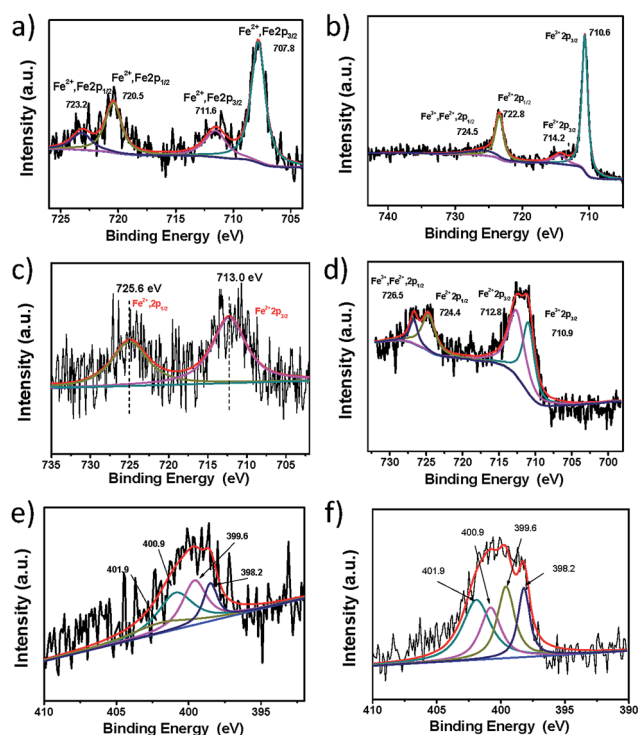 a)
Fe²⁺,Fe2p₃/₂
707.8
Fe²⁺,Fe2p₁/₂
720.5
Fe²⁺,Fe2p₁/₂
723.2
Fe²⁺,Fe2p₃/₂
711.6
Intensity (a.u.)
725 720 715 710 705
Binding Energy (eV)
b)
Fe³⁺2p₃/₂ 710.6
Fe²⁺2p₁/₂
722.8
Fe³⁺,Fe²⁺,2p₁/₂
724.5
Fe²⁺2p₃/₂
714.2
Intensity (a.u.)
740 730 720 710
Binding Energy (eV)
c)
725.6 eV
713.0 eV
Fe²⁺,2p₁/₂
Fe²⁺2p₃/₂
Intensity (a.u.)
735 730 725 720 715 710 705
Binding Energy (eV)
d)
Fe³⁺,Fe²⁺,2p₁/₂
726.5
Fe²⁺2p₁/₂
724.4
Fe²⁺2p₃/₂
712.8
Fe³⁺2p₃/₂
710.9
Intensity (a.u.)
730 725 720 715 710 705 700
Binding Energy (eV)
e)
401.9
400.9
399.6
398.2
Intensity (a.u.)
410 405 400 395
Binding Energy (eV)
f)
401.9
400.9
399.6
398.2
Intensity (a.u.)
410 405 400 395 390
Binding Energy (eV)